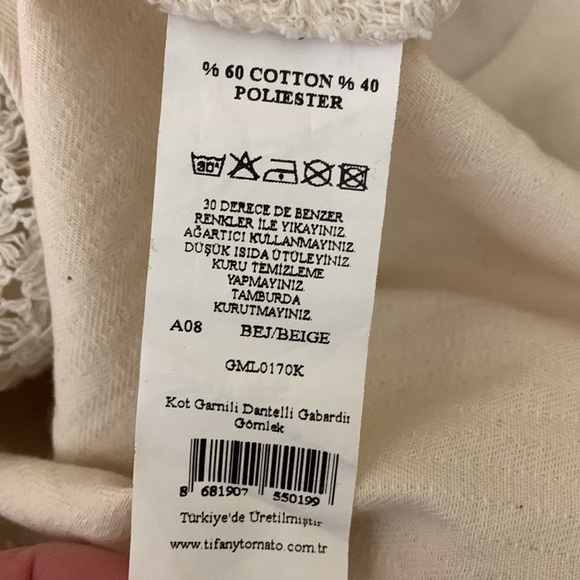 % 60 COTTON % 40
POLIESTER
30°
30 DERECE DE BENZER
RENKLER İLE YIKAYINIZ.
AĞARTICI KULLANMAYINIZ.
DÜŞÜK ISIDA ÜTÜLEYİNİZ.
KURU TEMİZLEME
YAPMAYINIZ.
TAMBURDA
KURUTMAYINIZ.
A08 BEJ/BEIGE
GML0170K
Kot Garnili Dantelli Gabardin
Gömlek
8 681907 550199
Türkiye'de Üretilmiştir
www.tifanytomato.com.tr